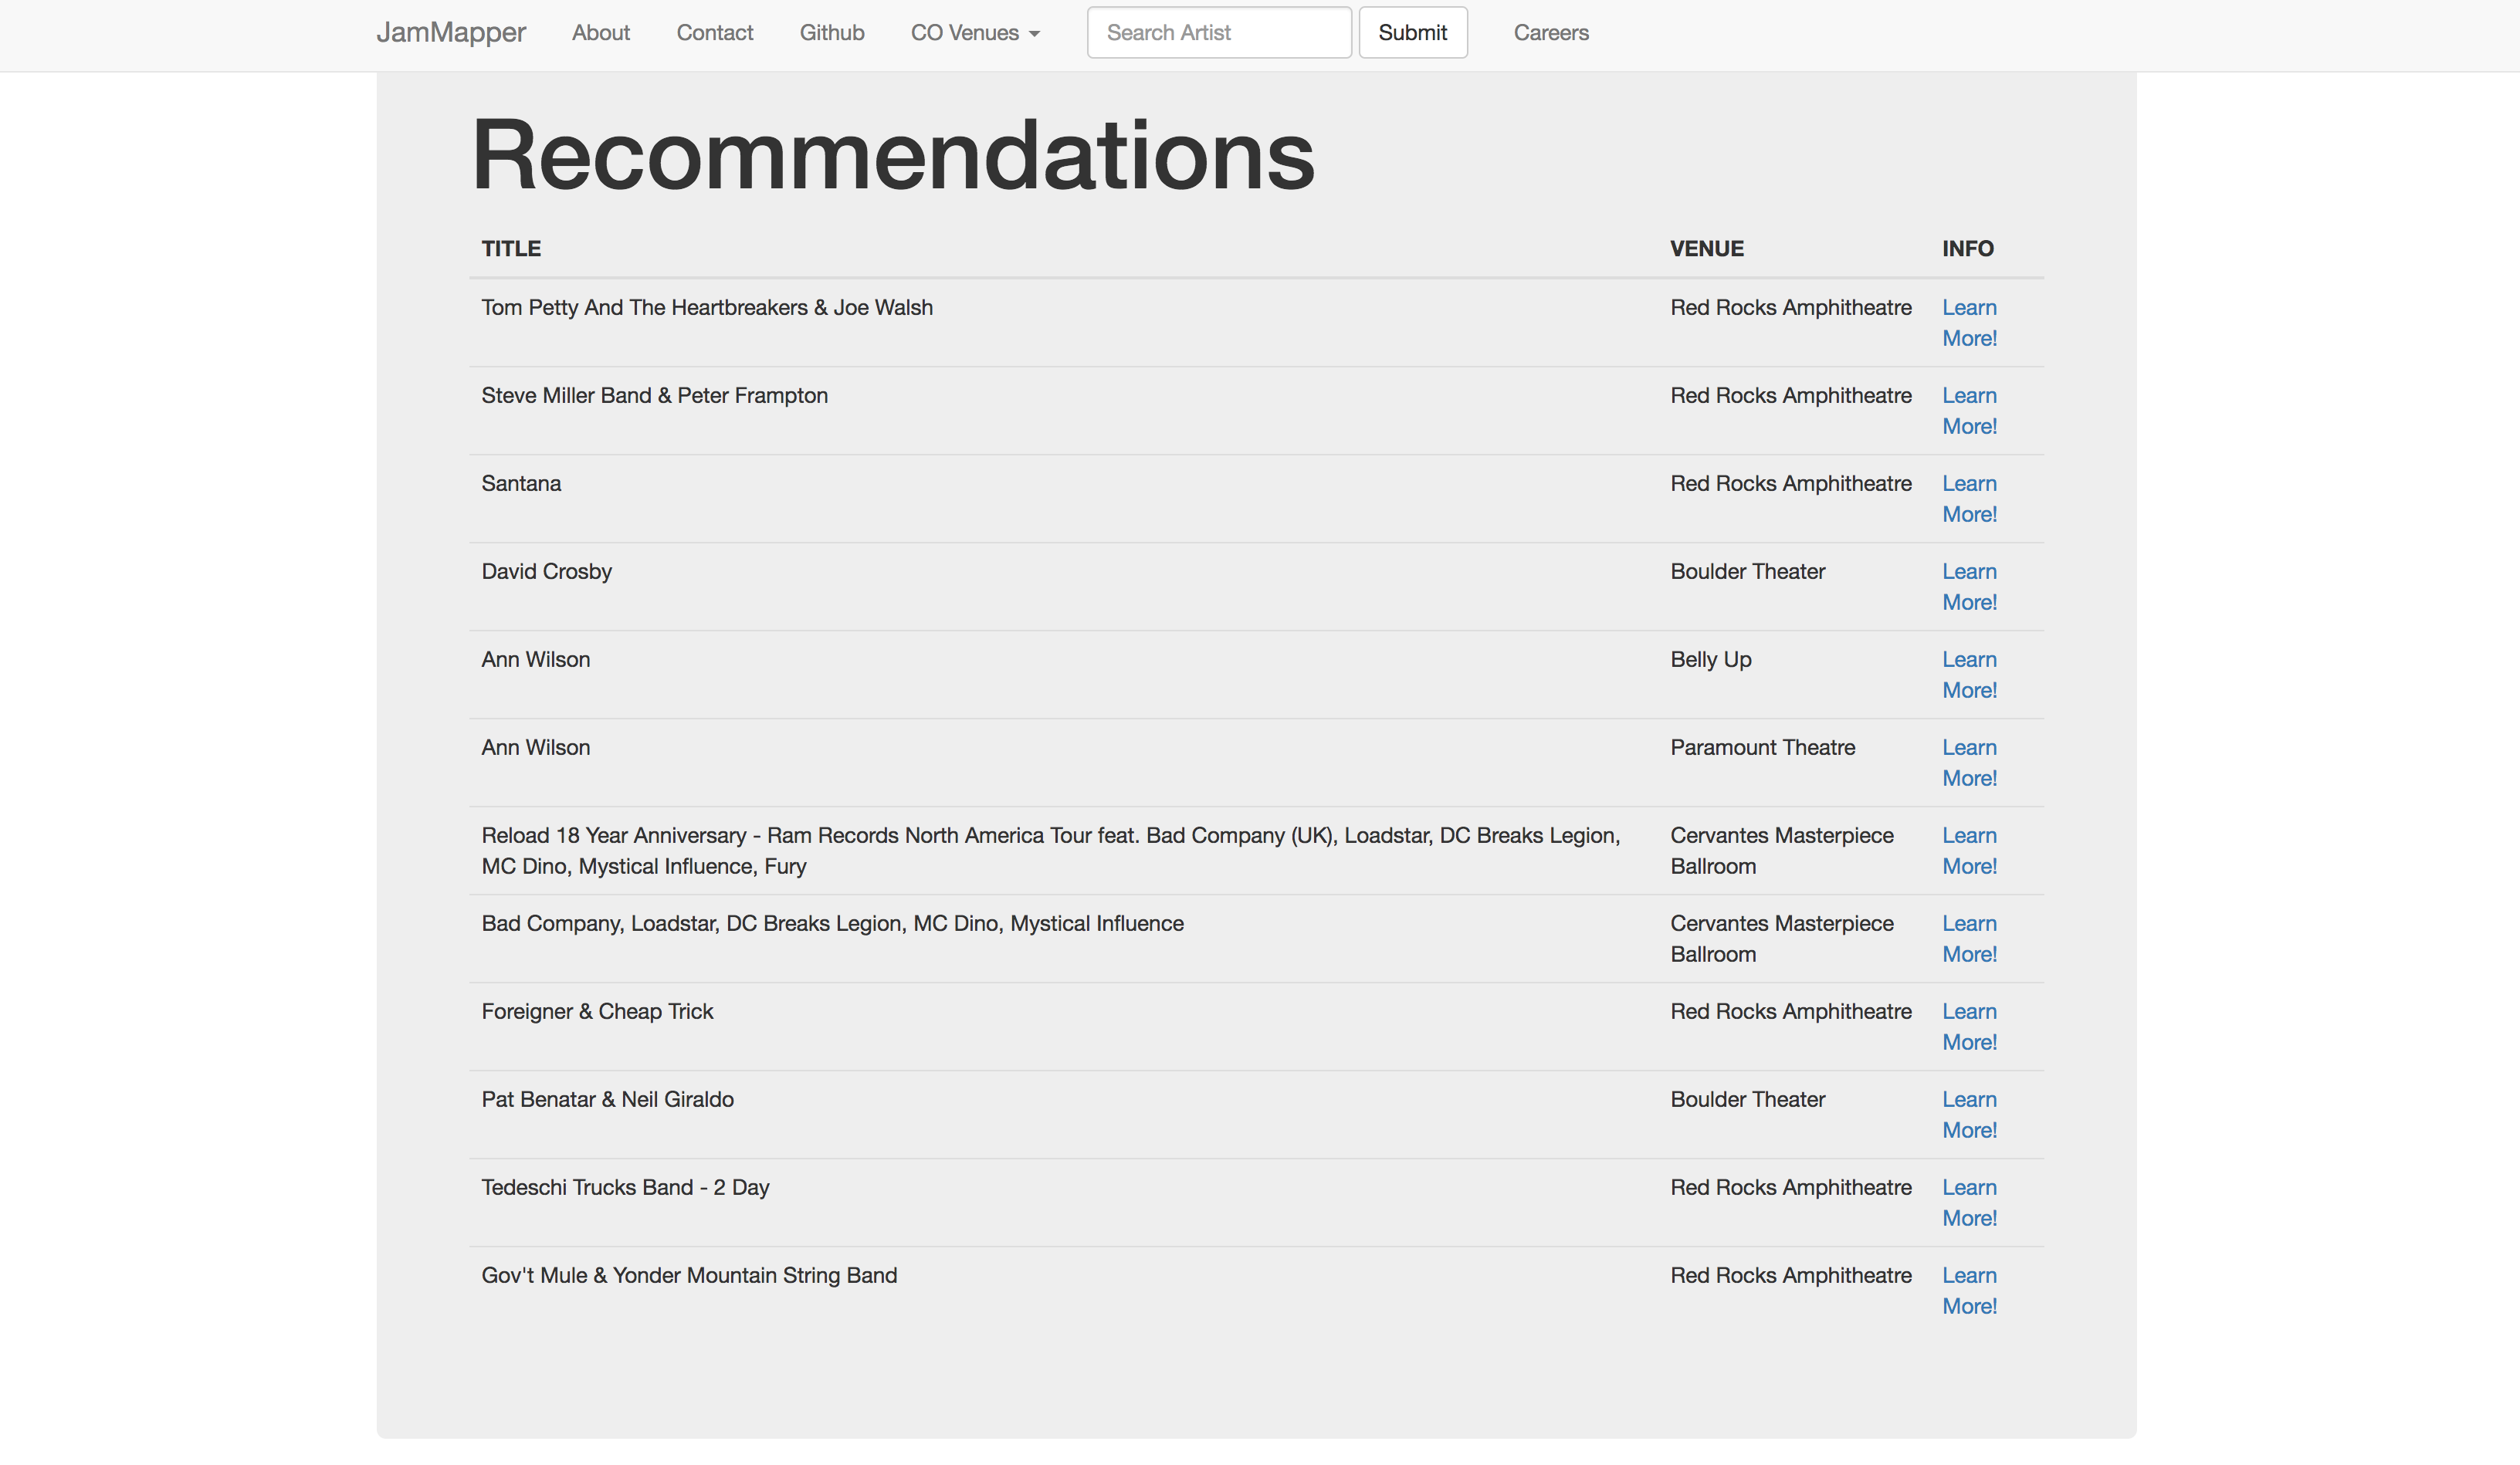 JamMapper About Contact Github CO Venues Search Artist Submit Careers
Recommendations
TITLE VENUE INFO
Tom Petty And The Heartbreakers & Joe Walsh Red Rocks Amphitheatre Learn
More!
Steve Miller Band & Peter Frampton Red Rocks Amphitheatre Learn
More!
Santana Red Rocks Amphitheatre Learn
More!
David Crosby Boulder Theater Learn
More!
Ann Wilson Belly Up Learn
More!
Ann Wilson Paramount Theatre Learn
More!
Reload 18 Year Anniversary - Ram Records North America Tour feat. Bad Company (UK), Loadstar, DC Breaks Legion, Cervantes Masterpiece Learn
MC Dino, Mystical Influence, Fury Ballroom More!
Bad Company, Loadstar, DC Breaks Legion, MC Dino, Mystical Influence Cervantes Masterpiece Learn
Ballroom More!
Foreigner & Cheap Trick Red Rocks Amphitheatre Learn
More!
Pat Benatar & Neil Giraldo Boulder Theater Learn
More!
Tedeschi Trucks Band - 2 Day Red Rocks Amphitheatre Learn
More!
Gov't Mule & Yonder Mountain String Band Red Rocks Amphitheatre Learn
More!